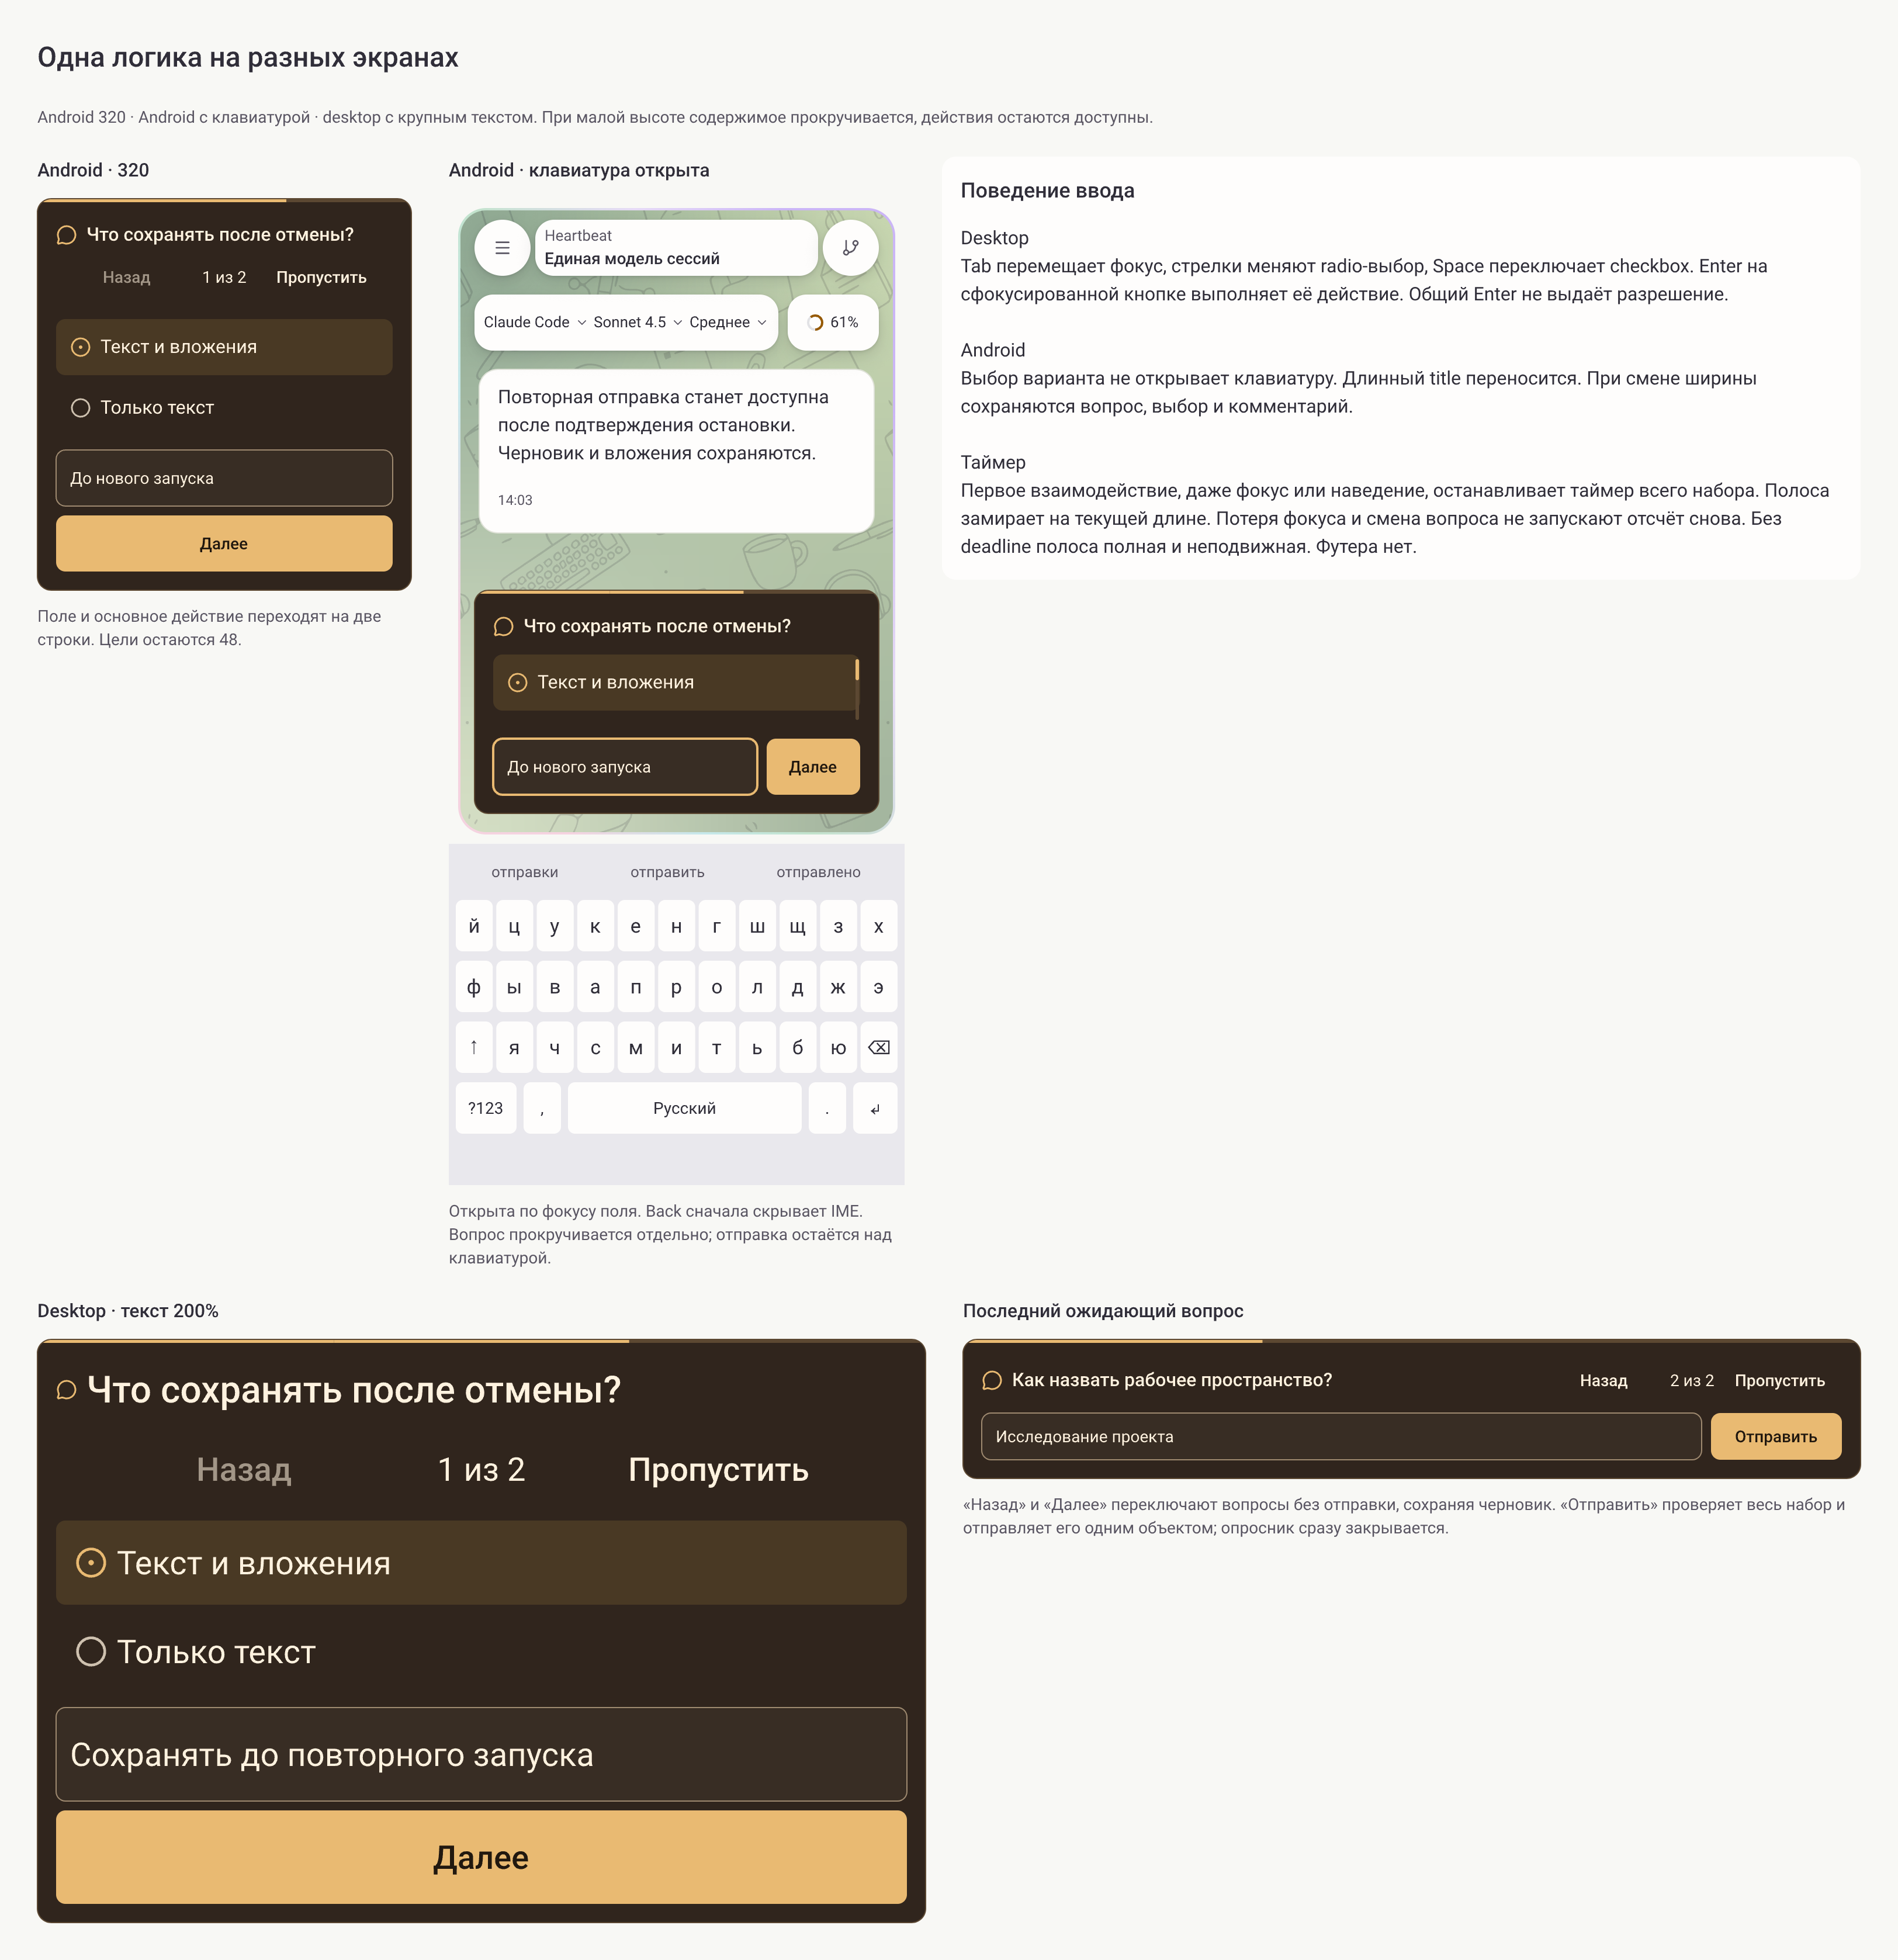 Одна логика на разных экранах
Android 320 · Android с клавиатурой · desktop с крупным текстом. При малой высоте содержимое прокручивается, действия остаются доступны.
Android · 320
Что сохранять после отмены?
Назад 1 из 2 Пропустить
Текст и вложения
Только текст
До нового запуска
Далее
Поле и основное действие переходят на две
строки. Цели остаются 48.
Android · клавиатура открыта
Heartbeat
Единая модель сессий
Claude Code Sonnet 4.5 Среднее 61%
Повторная отправка станет доступна
после подтверждения остановки.
Черновик и вложения сохраняются.
14:03
Что сохранять после отмены?
Текст и вложения
До нового запуска Далее
отправки отправить отправлено
й ц у к е н г ш щ з х
ф ы в а п р о л д ж э
↑ я ч с м и т ь б ю ⌫
?123 , Русский . ↲
Открыта по фокусу поля. Back сначала скрывает IME.
Вопрос прокручивается отдельно; отправка остаётся над
клавиатурой.
Поведение ввода
Desktop
Tab перемещает фокус, стрелки меняют radio-выбор, Space переключает checkbox. Enter на
сфокусированной кнопке выполняет её действие. Общий Enter не выдаёт разрешение.
Android
Выбор варианта не открывает клавиатуру. Длинный title переносится. При смене ширины
сохраняются вопрос, выбор и комментарий.
Таймер
Первое взаимодействие, даже фокус или наведение, останавливает таймер всего набора. Полоса
замирает на текущей длине. Потеря фокуса и смена вопроса не запускают отсчёт снова. Без
deadline полоса полная и неподвижная. Футера нет.
Desktop · текст 200%
Что сохранять после отмены?
Назад 1 из 2 Пропустить
Текст и вложения
Только текст
Сохранять до повторного запуска
Далее
Последний ожидающий вопрос
Как назвать рабочее пространство? Назад 2 из 2 Пропустить
Исследование проекта Отправить
«Назад» и «Далее» переключают вопросы без отправки, сохраняя черновик. «Отправить» проверяет весь набор и
отправляет его одним объектом; опросник сразу закрывается.